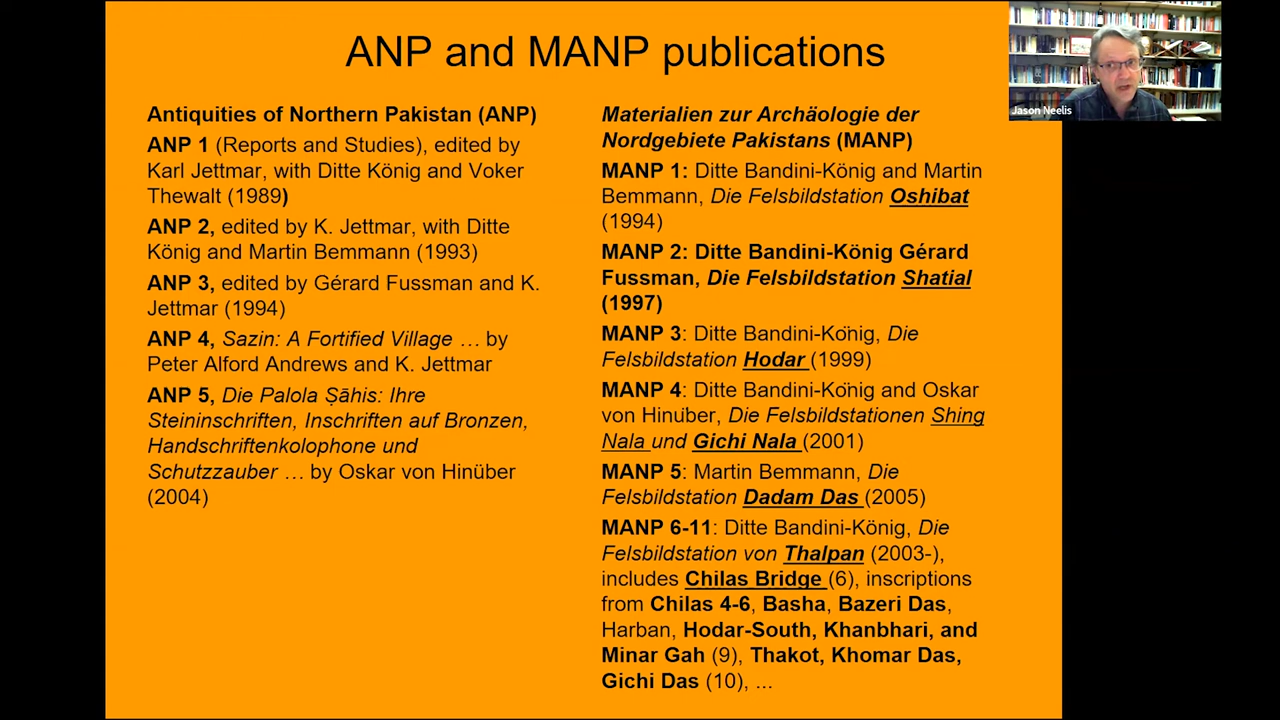 ANP and MANP publications
Antiquities of Northern Pakistan (ANP)
ANP 1 (Reports and Studies), edited by
Karl Jettmar, with Ditte König and Voker
Thewalt (1989)
ANP 2, edited by K. Jettmar, with Ditte
König and Martin Bemmann (1993)
ANP 3, edited by Gérard Fussman and K.
Jettmar (1994)
ANP 4, Sazin: A Fortified Village … by
Peter Alford Andrews and K. Jettmar
ANP 5, Die Palola Ṣāhis: Ihre
Steininschriften, Inschriften auf Bronzen,
Handschriftenkolophone und
Schutzzauber … by Oskar von Hinüber
(2004)
Materialien zur Archäologie der
Nordgebiete Pakistans (MANP)
MANP 1: Ditte Bandini-König and Martin
Bemmann, Die Felsbildstation Oshibat
(1994)
MANP 2: Ditte Bandini-König Gérard
Fussman, Die Felsbildstation Shatial
(1997)
MANP 3: Ditte Bandini-König, Die
Felsbildstation Hodar (1999)
MANP 4: Ditte Bandini-König and Oskar
von Hinüber, Die Felsbildstationen Shing
Nala und Gichi Nala (2001)
MANP 5: Martin Bemmann, Die
Felsbildstation Dadam Das (2005)
MANP 6-11: Ditte Bandini-König, Die
Felsbildstation von Thalpan (2003-),
includes Chilas Bridge (6), inscriptions
from Chilas 4-6, Basha, Bazeri Das,
Harban, Hodar-South, Khanbhari, and
Minar Gah (9), Thakot, Khomar Das,
Gichi Das (10), ...
Jason Neelis